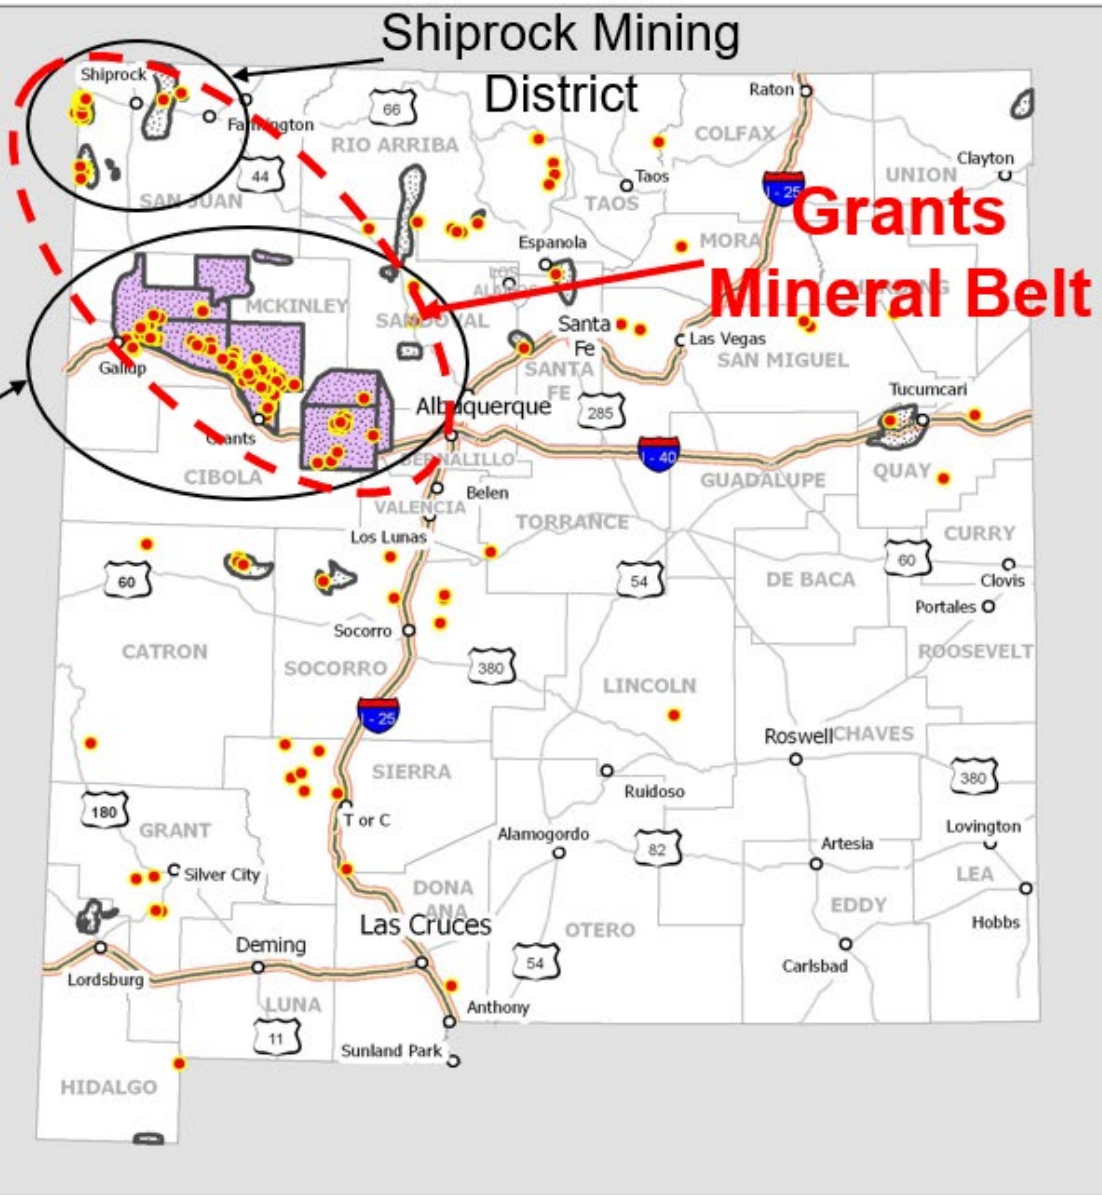 Shiprock Mining
District
Shiprock
Farmington
66
RIO ARRIBA
Raton
COLFAX
Clayton
UNION
44
SAN JUAN
I - 25
Taos
TAOS
Grants
Mineral Belt
MORA
Espanola
LOS
ALAMOS
MCKINLEY
SANDOVAL
HARDING
Santa
Fe
Las Vegas
SAN MIGUEL
Gallup
SANTA
FE
285
Tucumcari
Albuquerque
Grants
I - 40
BERNALILLO
CIBOLA
GUADALUPE
QUAY
Belen
VALENCIA
TORRANCE
Los Lunas
CURRY
60
60
54
DE BACA
Clovis
Portales
Socorro
CATRON
SOCORRO
380
ROOSEVELT
LINCOLN
I - 25
Roswell
CHAVES
SIERRA
380
Ruidoso
180
T or C
GRANT
Alamogordo
82
Artesia
Lovington
Silver City
LEA
DONA
ANA
EDDY
Las Cruces
OTERO
Hobbs
Deming
54
Carlsbad
Lordsburg
LUNA
Anthony
11
Sunland Park
HIDALGO